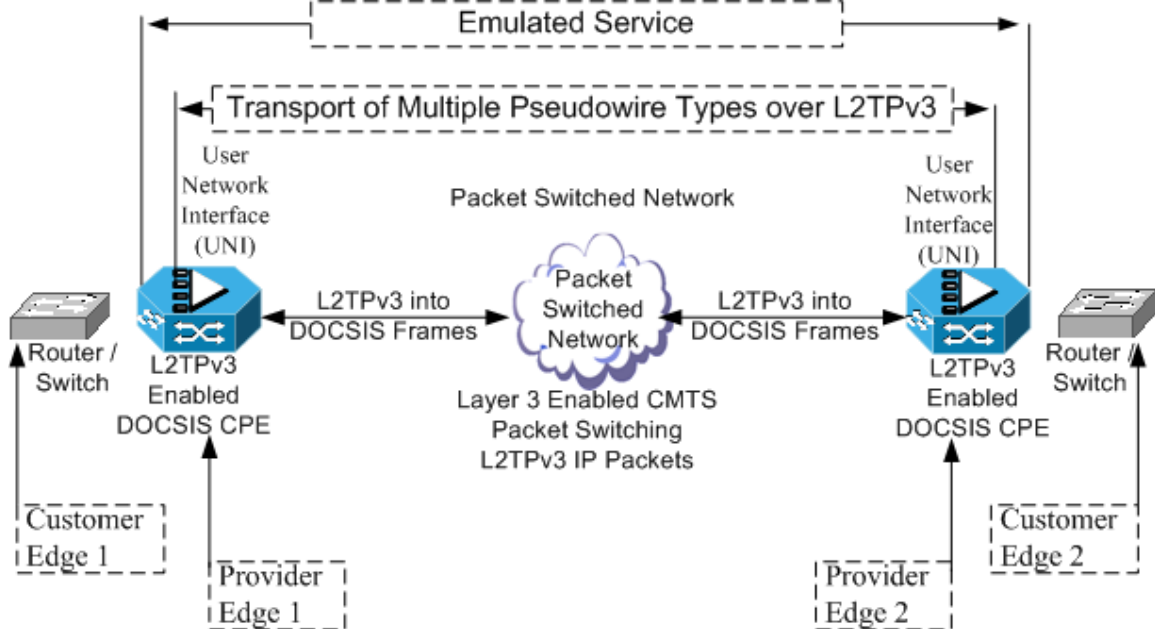 Emulated Service
Transport of Multiple Pseudowire Types over L2TPv3
User
Network
Interface
(UNI)
Packet Switched Network
User
Network
Interface
(UNI)
L2TPv3 into
DOCSIS Frames
Packet
Switched
Network
L2TPv3 into
DOCSIS Frames
Router /
Switch
L2TPv3
Enabled
DOCSIS CPE
Layer 3 Enabled CMTS
Packet Switching
L2TPv3 IP Packets
L2TPv3
Enabled
DOCSIS CPE
Router /
Switch
Customer
Edge 1
Provider
Edge 1
Provider
Edge 2
Customer
Edge 2